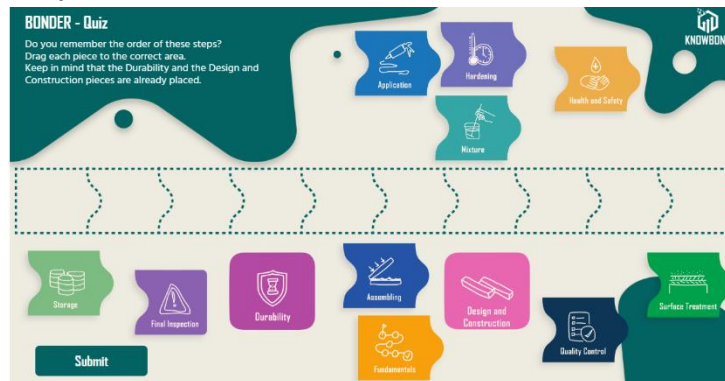 BONDER - Quiz
Do you remember the order of these steps?
Drag each piece to the correct area.
Keep in mind that the Durability and the Design and
Construction pieces are already placed.
KNOWBON
Application
Hardening
Health and Safety
Mixture
Storage
Final Inspection
Durability
Assembling
Design and
Construction
Surface Treatment
Quality Control
Fundamentals
Submit